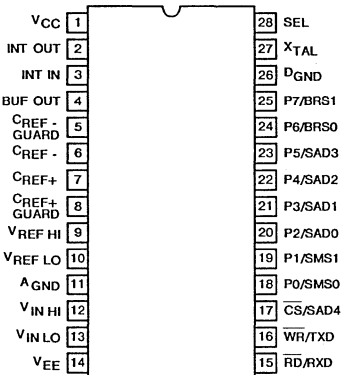 VCC 1 28 SEL
INT OUT 2 27 XTAL
INT IN 3 26 DGND
BUF OUT 4 25 P7/BRS1
CREF - GUARD 5 24 P6/BRS0
CREF - 6 23 P5/SAD3
CREF+ 7 22 P4/SAD2
CREF+ GUARD 8 21 P3/SAD1
VREF HI 9 20 P2/SAD0
VREF LO 10 19 P1/SMS1
AGND 11 18 P0/SMS0
VIN HI 12 17 C̅S̅/SAD4
VIN LO 13 16 W̅R̅/TXD
VEE 14 15 R̅D̅/RXD